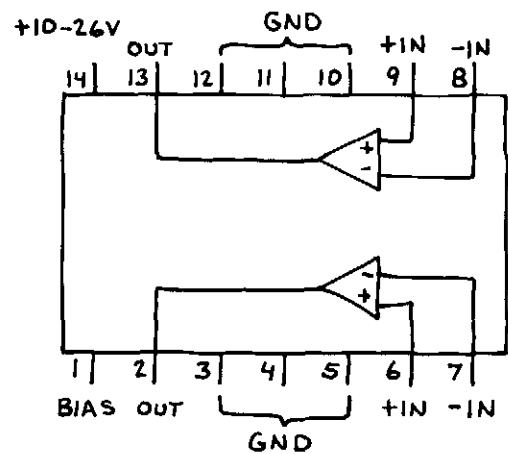 +10-26V
OUT
GND
+IN
-IN
14 13 12 11 10 9 8
+
-
-
+
1 2 3 4 5 6 7
BIAS OUT
+IN -IN
GND